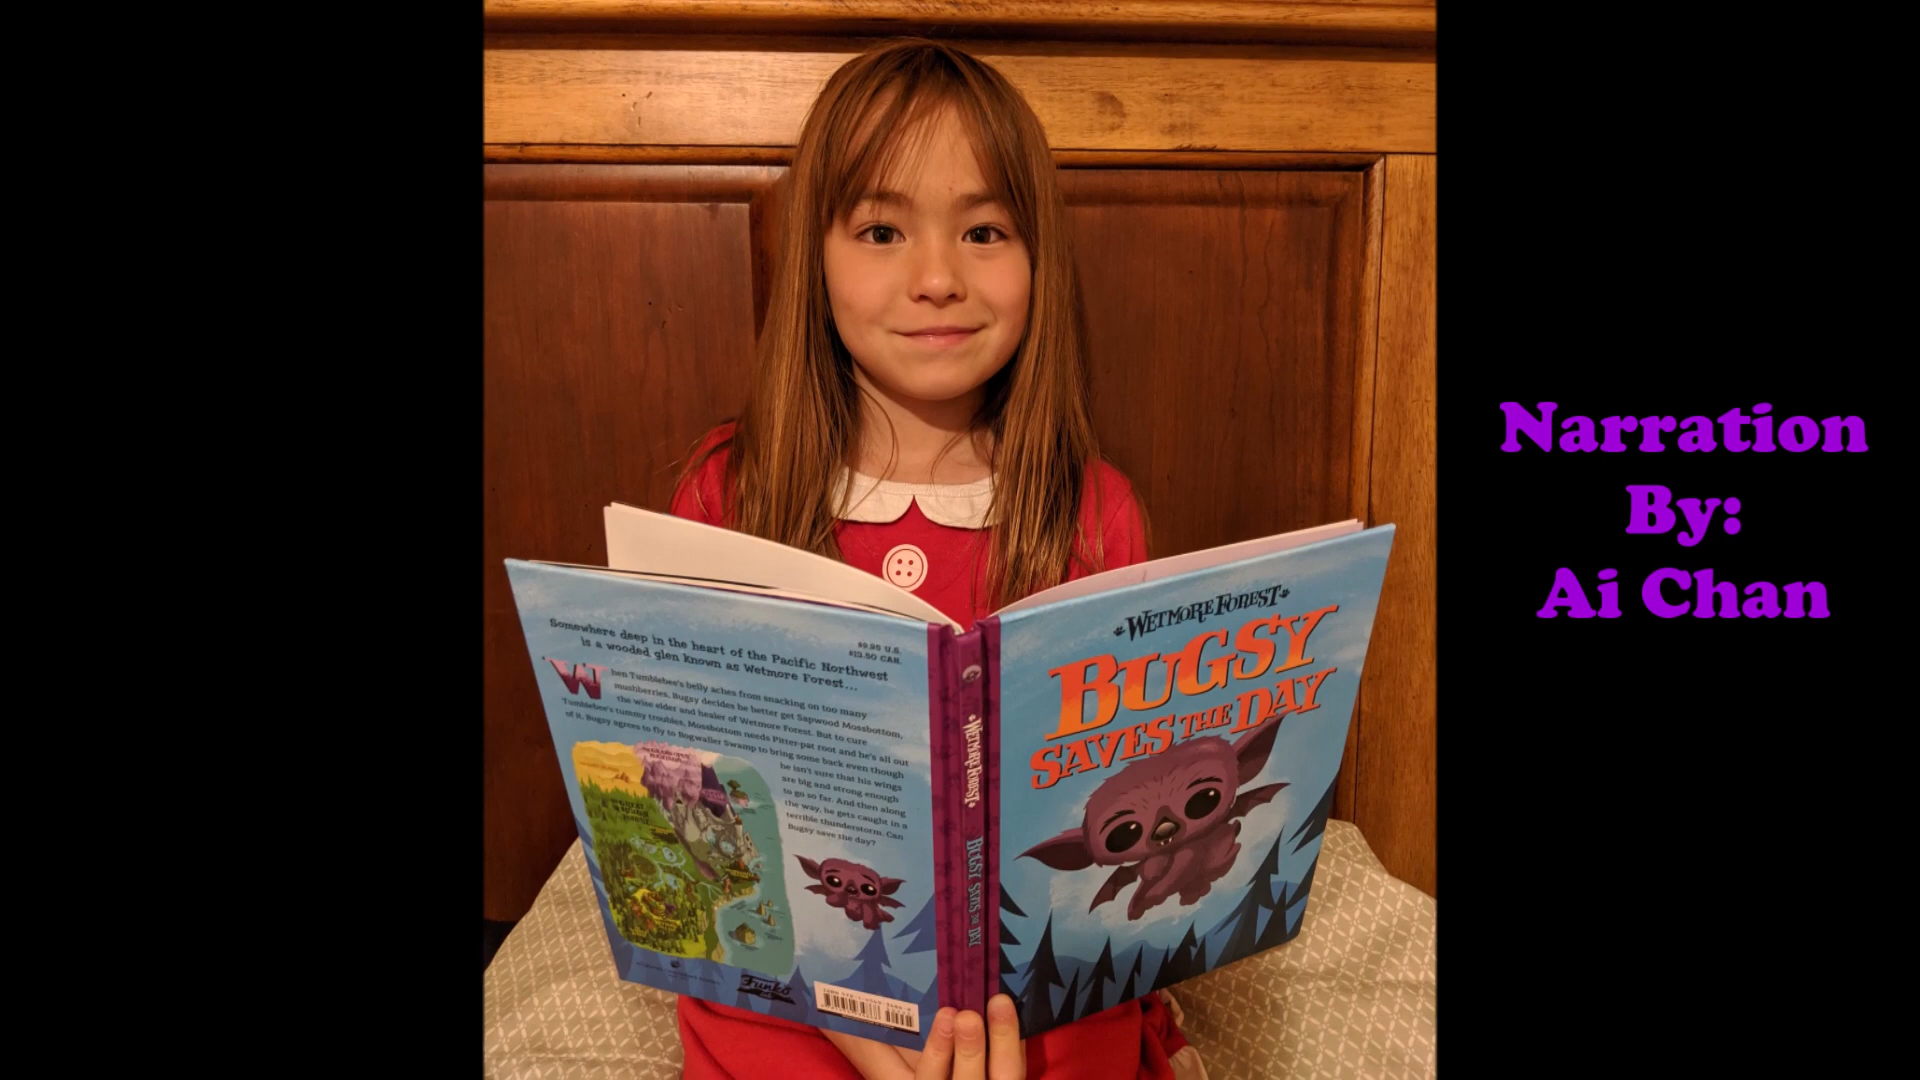 Somewhere deep in the heart of the Pacific Northwest
is a wooded glen known as Wetmore Forest...
$9.95 U.S.
$13.50 CAN.
When Tumblebee's belly aches from snacking on too many
mushberries, Bugsy decides he better get Sapwood Mossbottom,
the wise elder and healer of Wetmore Forest. But to cure
Tumblebee's tummy troubles, Mossbottom needs Pitter-pat root and he's all out
of it. Bugsy agrees to fly to Bogwaller Swamp to bring some back even though
he isn't sure that his wings
are big and strong enough
to go so far. And then along
the way, he gets caught in a
terrible thunderstorm. Can
Bugsy save the day?
Funko
WETMORE FOREST
BUGSY SAVES THE DAY
WETMORE FOREST
BUGSY
SAVES THE DAY
Narration
By:
Ai Chan